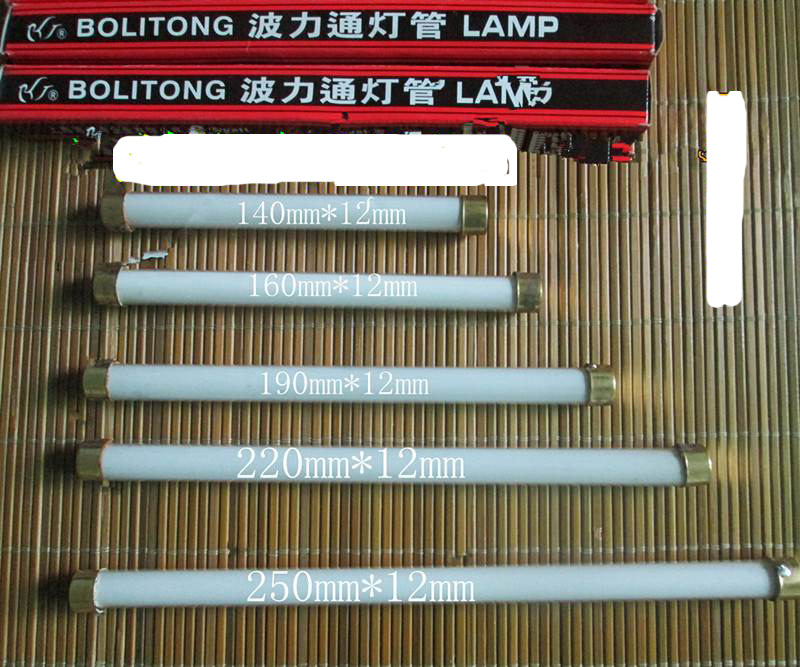 BOLITONG 波力通灯管 LAMP
BOLITONG 波力通灯管 LAMP
140mm*12mm
160mm*12mm
190mm*12mm
220mm*12mm
250mm*12mm